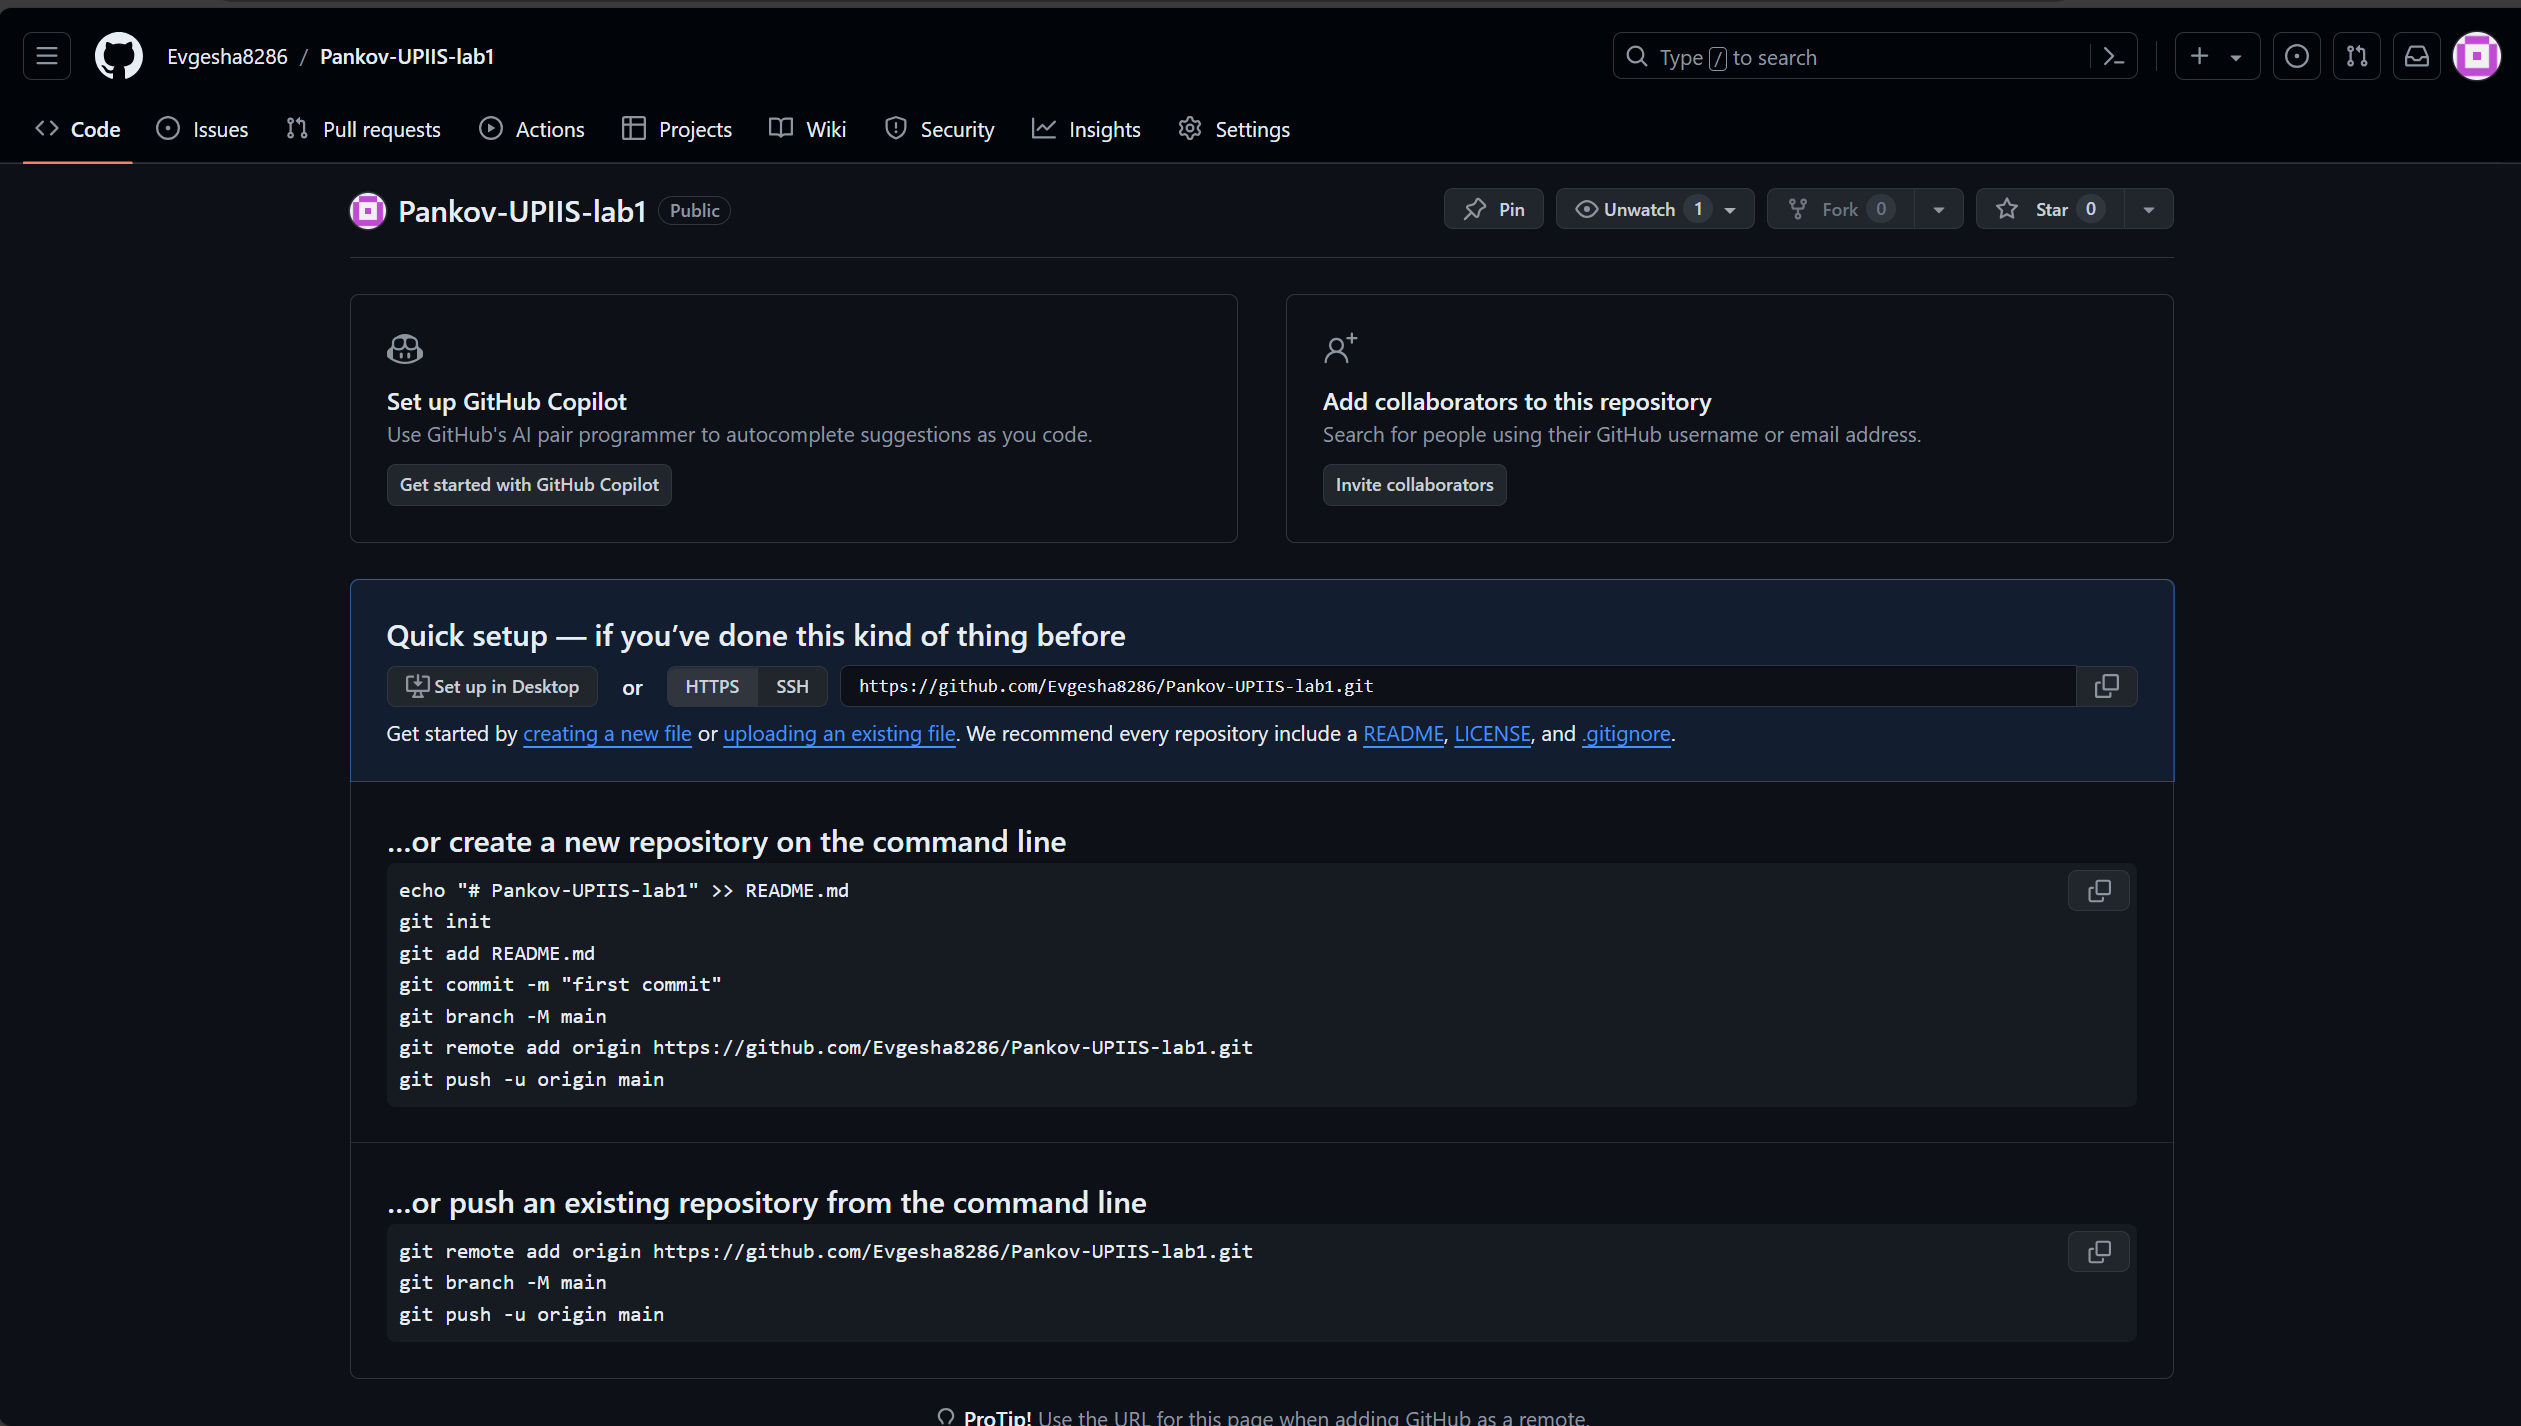 Evgesha8286 / Pankov-UPIIS-lab1
Type / to search
Code Issues Pull requests Actions Projects Wiki Security Insights Settings
Pankov-UPIIS-lab1 Public
Pin Unwatch 1 Fork 0 Star 0
Set up GitHub Copilot
Use GitHub's AI pair programmer to autocomplete suggestions as you code.
Get started with GitHub Copilot
Add collaborators to this repository
Search for people using their GitHub username or email address.
Invite collaborators
Quick setup — if you’ve done this kind of thing before
Set up in Desktop or HTTPS SSH https://github.com/Evgesha8286/Pankov-UPIIS-lab1.git
Get started by creating a new file or uploading an existing file. We recommend every repository include a README, LICENSE, and .gitignore.
…or create a new repository on the command line
echo "# Pankov-UPIIS-lab1" >> README.md
git init
git add README.md
git commit -m "first commit"
git branch -M main
git remote add origin https://github.com/Evgesha8286/Pankov-UPIIS-lab1.git
git push -u origin main
…or push an existing repository from the command line
git remote add origin https://github.com/Evgesha8286/Pankov-UPIIS-lab1.git
git branch -M main
git push -u origin main
ProTip! Use the URL for this page when adding GitHub as a remote.